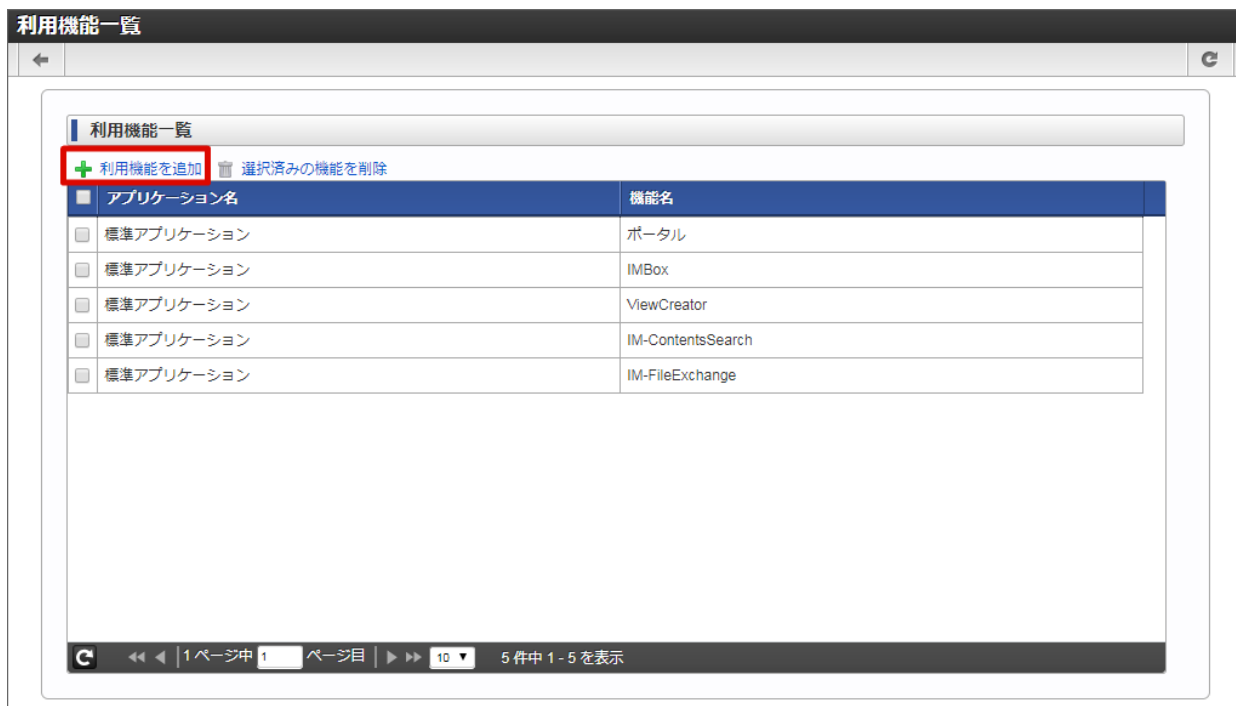 利用機能一覧
利用機能一覧
利用機能を追加 選択済みの機能を削除
アプリケーション名 機能名
標準アプリケーション ポータル
標準アプリケーション IMBox
標準アプリケーション ViewCreator
標準アプリケーション IM-ContentsSearch
標準アプリケーション IM-FileExchange
1 ページ中 1 ページ目 10 5 件中 1 - 5 を表示